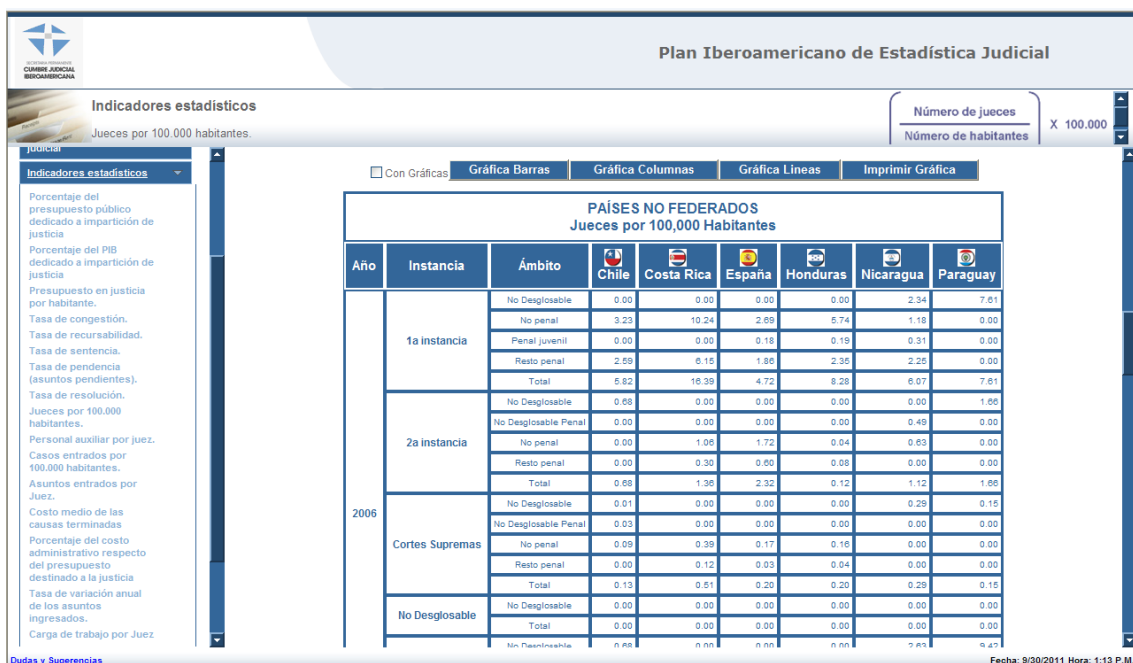 SECRETARÍA PERMANENTE
CUMBRE JUDICIAL
IBEROAMERICANA
Plan Iberoamericano de Estadística Judicial
Indicadores estadísticos
Jueces por 100.000 habitantes.
Número de jueces
Número de habitantes
X 100.000
judicial
Indicadores estadísticos
Porcentaje del
presupuesto público
dedicado a impartición de
justicia
Porcentaje del PIB
dedicado a impartición de
justicia
Presupuesto en justicia
por habitante.
Tasa de congestión.
Tasa de recursabilidad.
Tasa de sentencia.
Tasa de pendencia
(asuntos pendientes).
Tasa de resolución.
Jueces por 100.000
habitantes.
Personal auxiliar por juez.
Casos entrados por
100.000 habitantes.
Asuntos entrados por
Juez.
Costo medio de las
causas terminadas
Porcentaje del costo
administrativo respecto
del presupuesto
destinado a la justicia
Tasa de variación anual
de los asuntos
ingresados.
Carga de trabajo por Juez
Con Gráficas Gráfica Barras Gráfica Columnas Gráfica Lineas Imprimir Gráfica
PAÍSES NO FEDERADOS
Jueces por 100,000 Habitantes
Año Instancia Ámbito Chile Costa Rica España Honduras Nicaragua Paraguay
2006
1a instancia
No Desglosable 0.00 0.00 0.00 0.00 2.34 7.61
No penal 3.23 10.24 2.69 5.74 1.18 0.00
Penal juvenil 0.00 0.00 0.18 0.19 0.31 0.00
Resto penal 2.59 6.15 1.86 2.35 2.25 0.00
Total 5.82 16.39 4.72 8.28 6.07 7.61
2a instancia
No Desglosable 0.68 0.00 0.00 0.00 0.00 1.66
No Desglosable Penal 0.00 0.00 0.00 0.00 0.49 0.00
No penal 0.00 1.06 1.72 0.04 0.63 0.00
Resto penal 0.00 0.30 0.60 0.08 0.00 0.00
Total 0.68 1.36 2.32 0.12 1.12 1.66
Cortes Supremas
No Desglosable 0.01 0.00 0.00 0.00 0.29 0.15
No Desglosable Penal 0.03 0.00 0.00 0.00 0.00 0.00
No penal 0.09 0.39 0.17 0.16 0.00 0.00
Resto penal 0.00 0.12 0.03 0.04 0.00 0.00
Total 0.13 0.51 0.20 0.20 0.29 0.15
No Desglosable
No Desglosable 0.00 0.00 0.00 0.00 0.00 0.00
Total 0.00 0.00 0.00 0.00 0.00 0.00
No Desglosable 0.68 0.00 0.00 0.00 2.63 9.42
Dudas y Sugerencias
Fecha: 9/30/2011 Hora: 1:13 P.M.